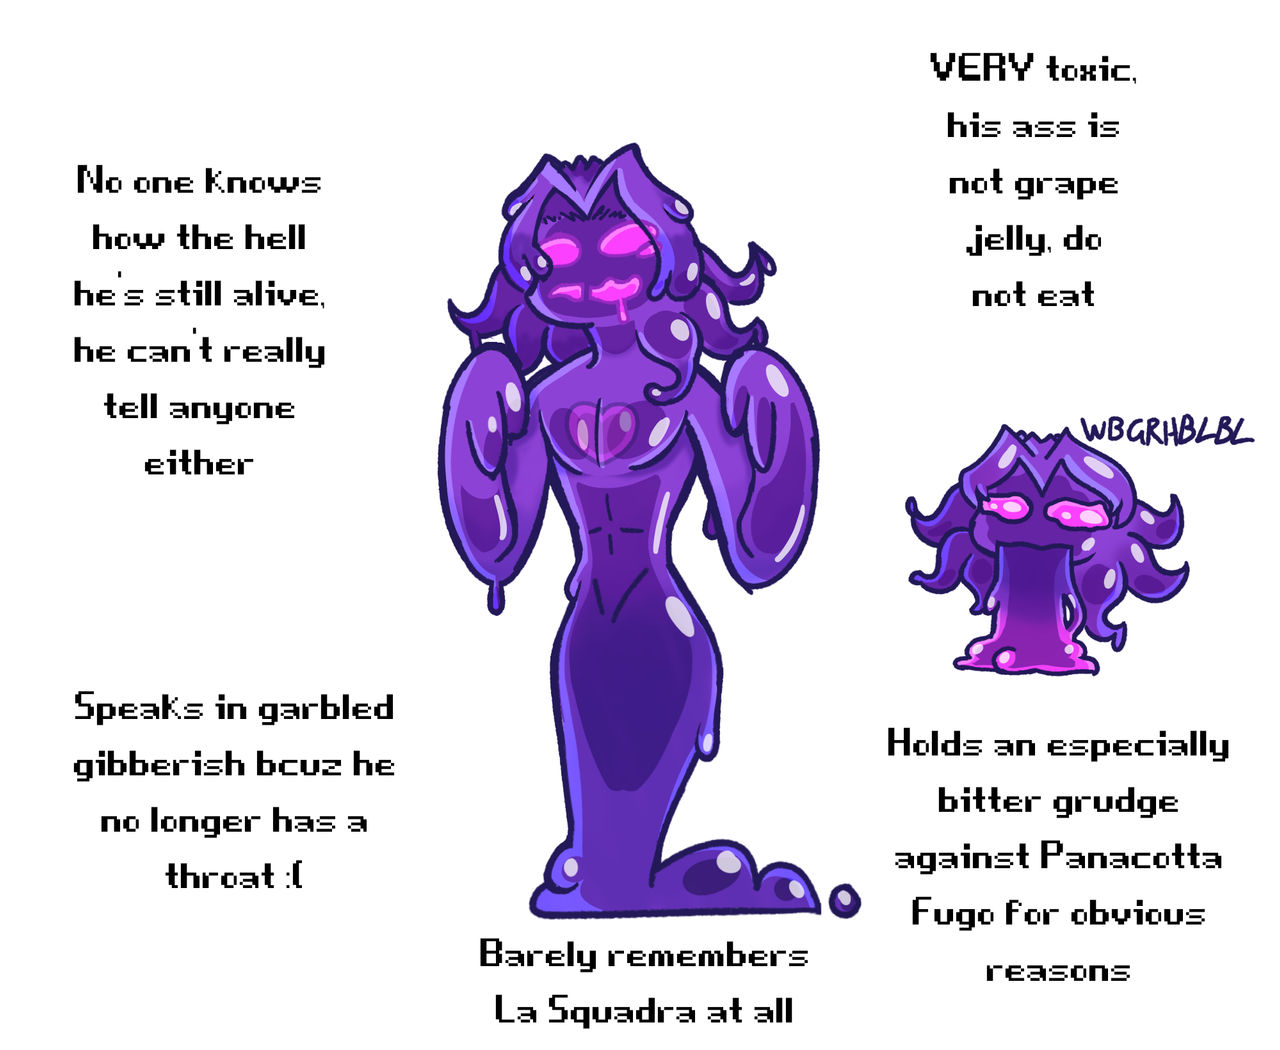 No one knows
how the hell
he's still alive,
he can't really
tell anyone
either
VERY toxic,
his ass is
not grape
jelly, do
not eat
WBGRHBLBL
Speaks in garbled
gibberish bcuz he
no longer has a
throat :(
Holds an especially
bitter grudge
against Panacotta
Fugo for obvious
reasons
Barely remembers
La Squadra at all